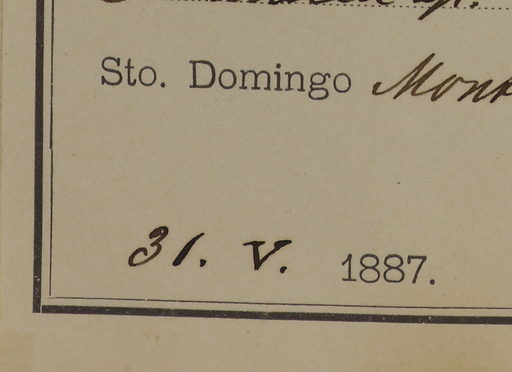 Sto. Domingo
31. V. 1887.